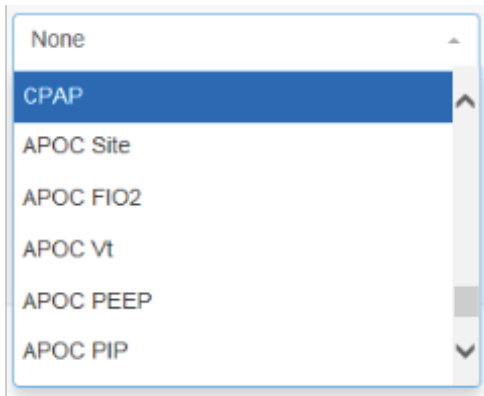 None
CPAP
APOC Site
APOC FIO2
APOC Vt
APOC PEEP
APOC PIP